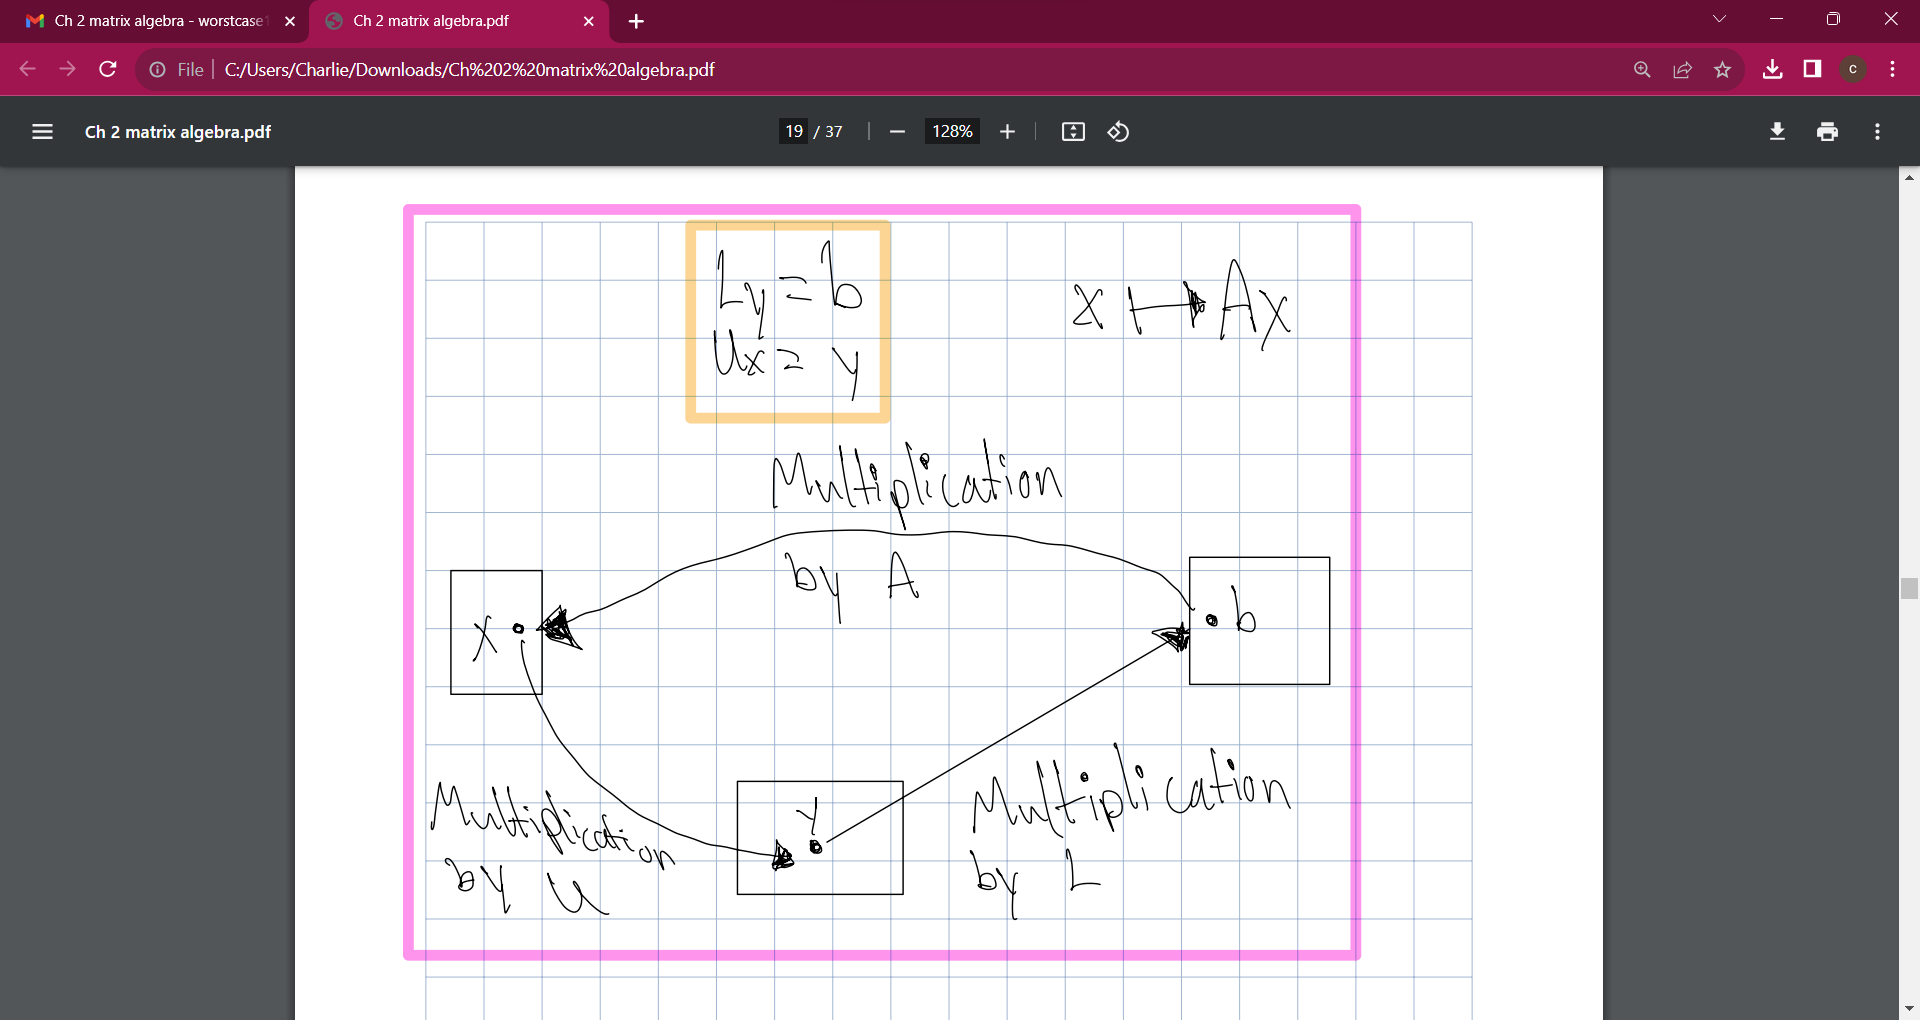 Ch 2 matrix algebra - worstcase1
Ch 2 matrix algebra.pdf
File
C:/Users/Charlie/Downloads/Ch%202%20matrix%20algebra.pdf
c
Ch 2 matrix algebra.pdf
19 / 37
128%
Ly = b
Ux = y
x ↦ Ax
Multiplication
by A
x
b
Multiplication
by U
y
Multiplication
by L